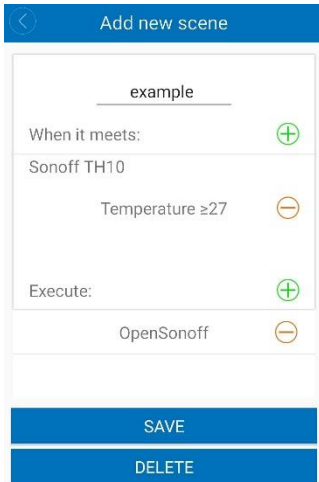 Add new scene
example
When it meets:
Sonoff TH10
Temperature ≥27
Execute:
OpenSonoff
SAVE
DELETE